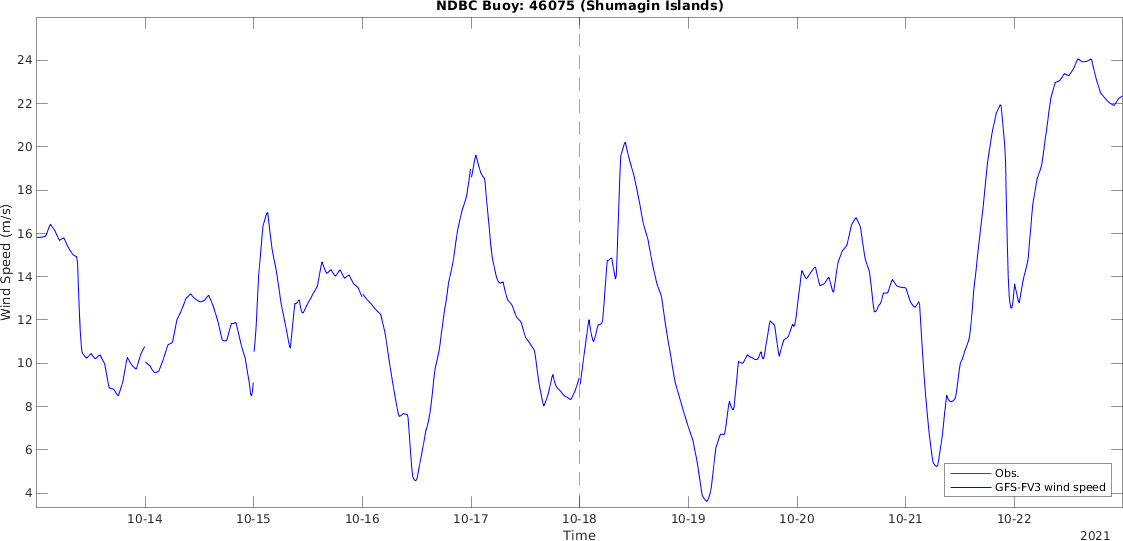 NDBC Buoy: 46075 (Shumagin Islands)
24
22
20
18
16
14
12
10
8
6
4
Wind Speed (m/s)
Obs.
GFS-FV3 wind speed
10-14 10-15 10-16 10-17 10-18 10-19 10-20 10-21 10-22
Time
2021